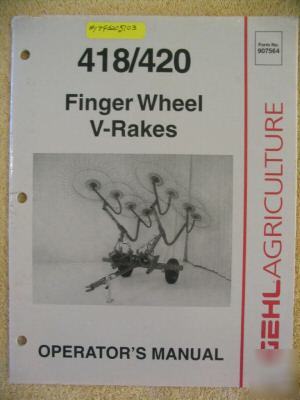 418/420
Form No.
907564
Finger Wheel
V-Rakes
GEHL AGRICULTURE
OPERATOR'S MANUAL